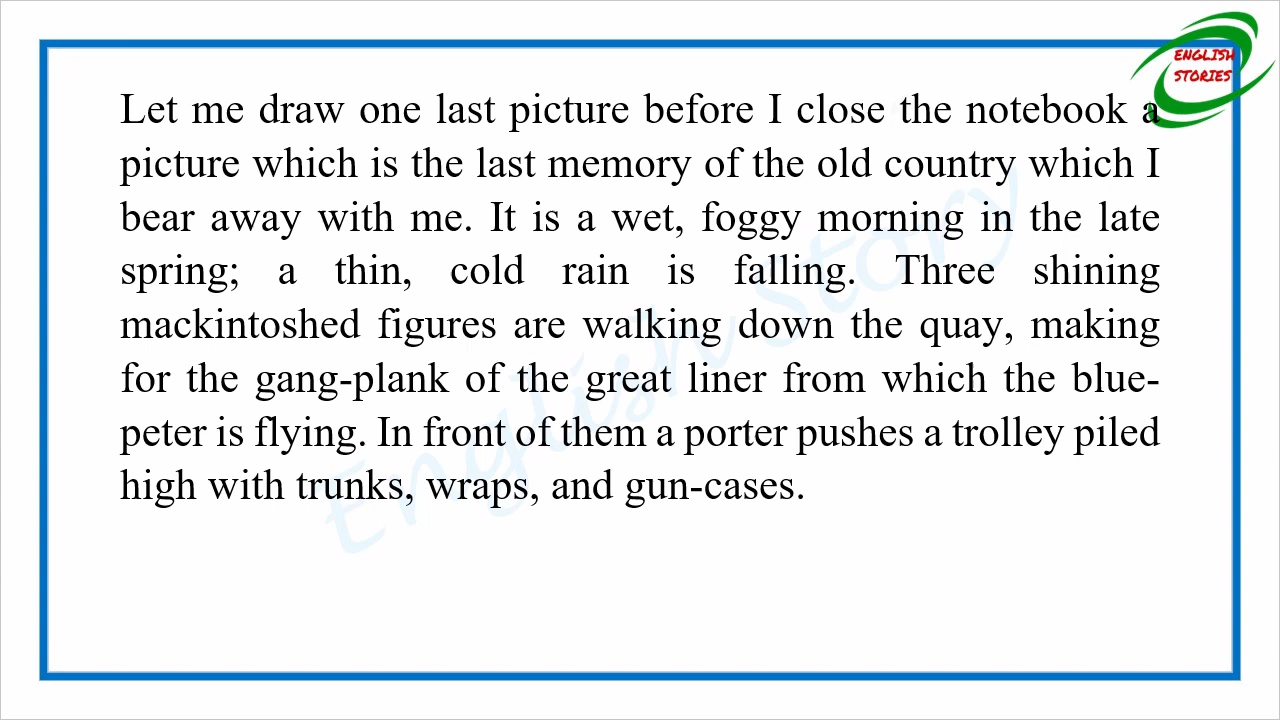 ENGLISH
STORIES
Let me draw one last picture before I close the notebook a
picture which is the last memory of the old country which I
bear away with me. It is a wet, foggy morning in the late
spring; a thin, cold rain is falling. Three shining
mackintoshed figures are walking down the quay, making
for the gang-plank of the great liner from which the blue-
peter is flying. In front of them a porter pushes a trolley piled
high with trunks, wraps, and gun-cases.
English Story